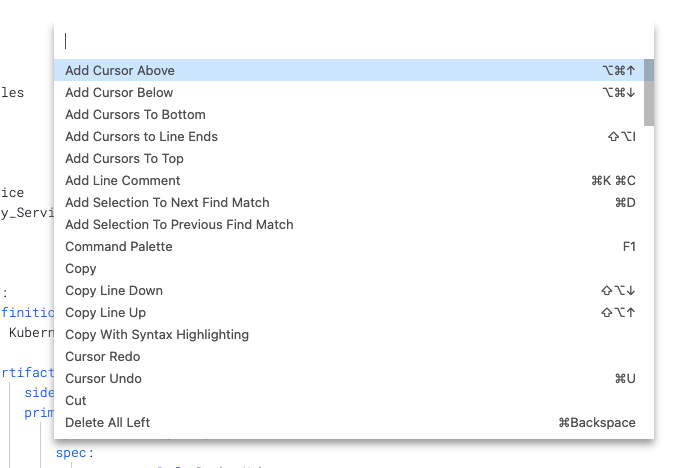 les
ice
y_Servi
:
finitio
Kubern
rtifact
side
prim
spec:
Add Cursor Above ⌥⌘↑
Add Cursor Below ⌥⌘↓
Add Cursors To Bottom
Add Cursors to Line Ends ⇧⌥I
Add Cursors To Top
Add Line Comment ⌘K ⌘C
Add Selection To Next Find Match ⌘D
Add Selection To Previous Find Match
Command Palette F1
Copy
Copy Line Down ⇧⌥↓
Copy Line Up ⇧⌥↑
Copy With Syntax Highlighting
Cursor Redo
Cursor Undo ⌘U
Cut
Delete All Left ⌘Backspace